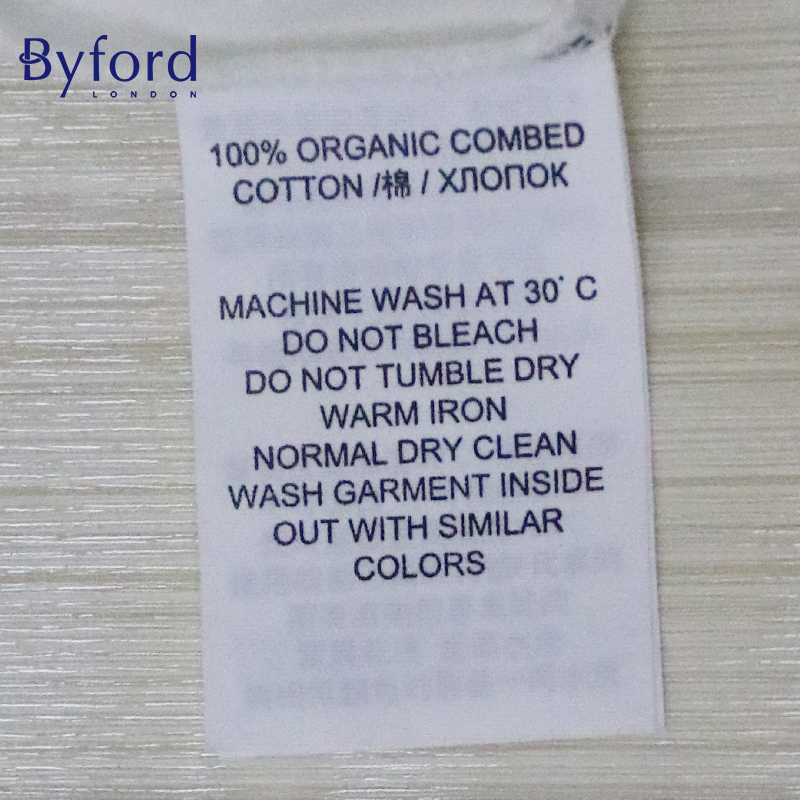 Byford
LONDON
100% ORGANIC COMBED
COTTON /棉 / ХЛОПОК
MACHINE WASH AT 30° C
DO NOT BLEACH
DO NOT TUMBLE DRY
WARM IRON
NORMAL DRY CLEAN
WASH GARMENT INSIDE
OUT WITH SIMILAR
COLORS